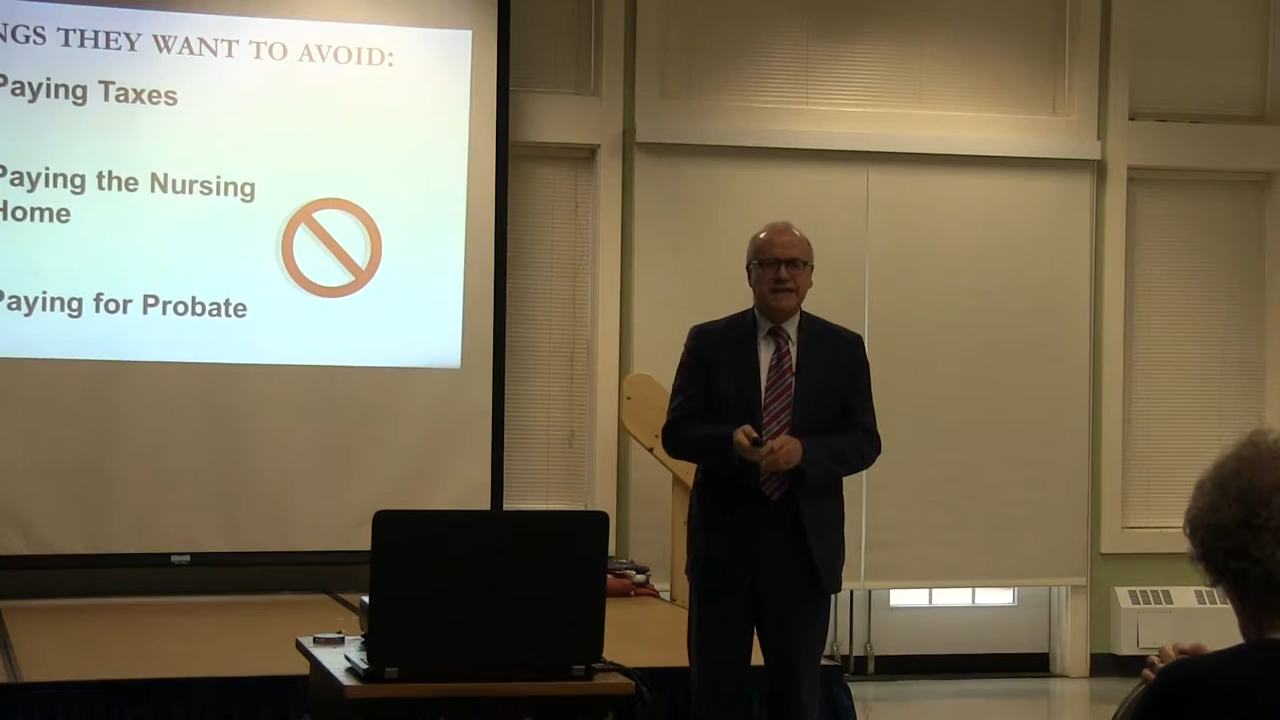 NGS THEY WANT TO AVOID:
Paying Taxes
Paying the Nursing
Home
Paying for Probate